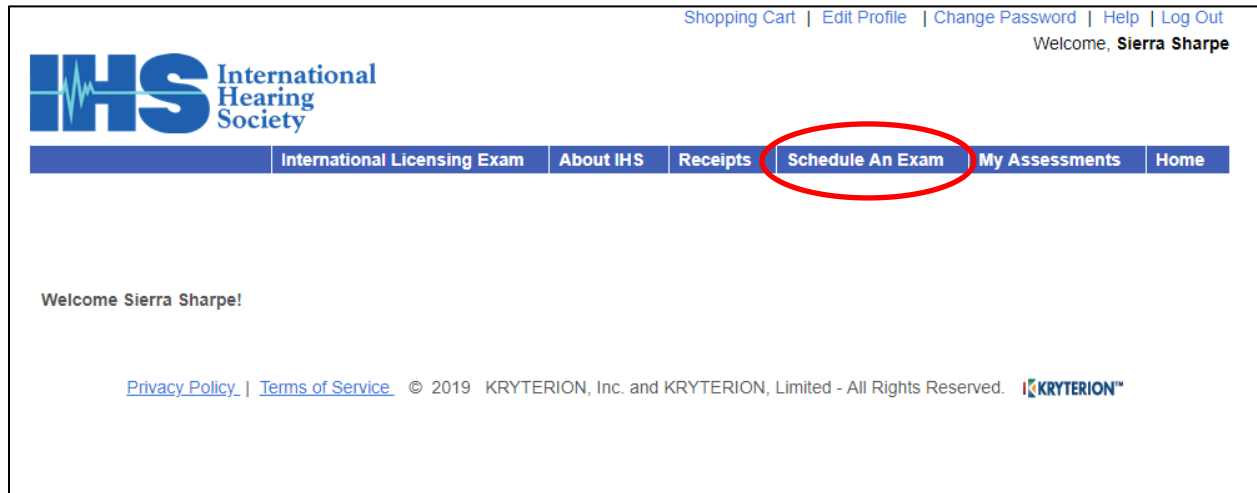 Shopping Cart | Edit Profile | Change Password | Help | Log Out
Welcome, Sierra Sharpe
IHS International Hearing Society
International Licensing Exam | About IHS | Receipts | Schedule An Exam | My Assessments | Home
Welcome Sierra Sharpe!
Privacy Policy | Terms of Service © 2019 KRYTERION, Inc. and KRYTERION, Limited - All Rights Reserved. KRYTERION™